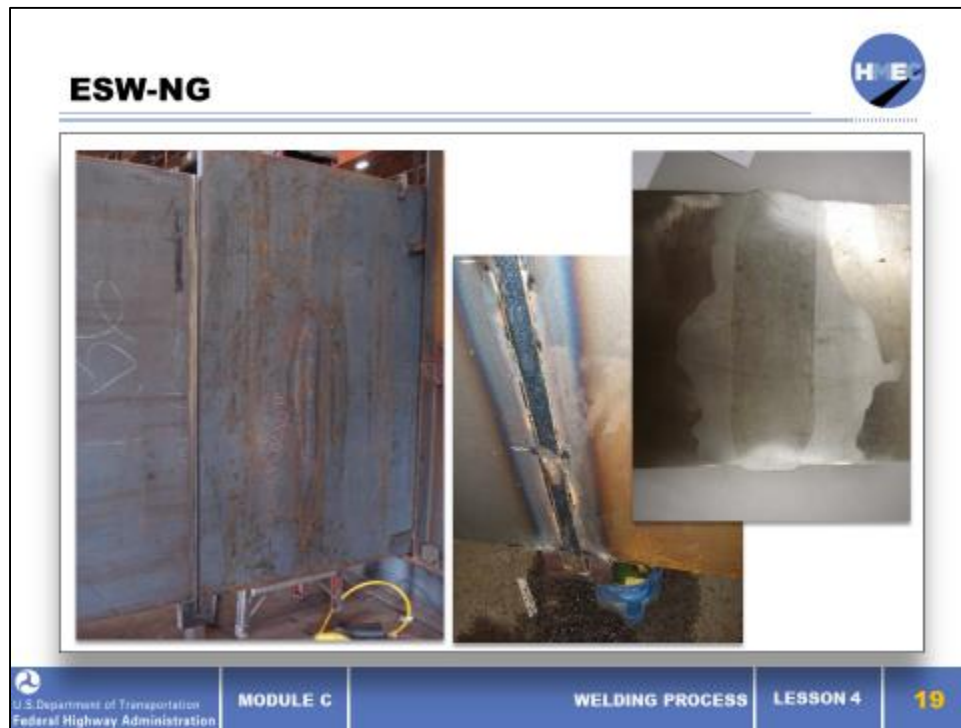 ESW-NG
HMEC
U.S.Department of Transportation
Federal Highway Administration
MODULE C
WELDING PROCESS
LESSON 4
19